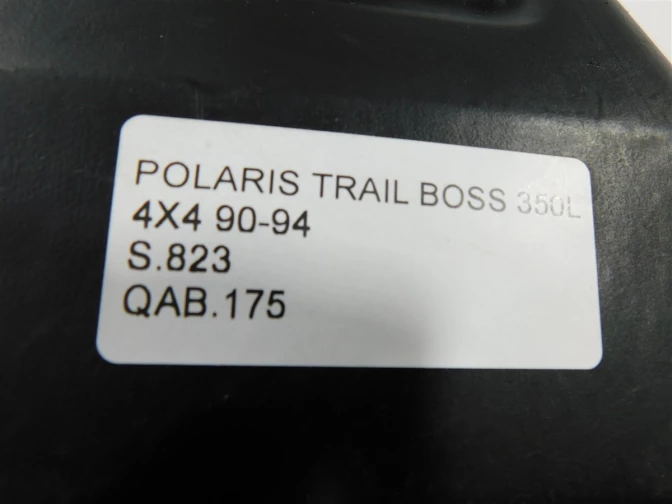 POLARIS TRAIL BOSS 350L
4X4 90-94
S.823
QAB.175